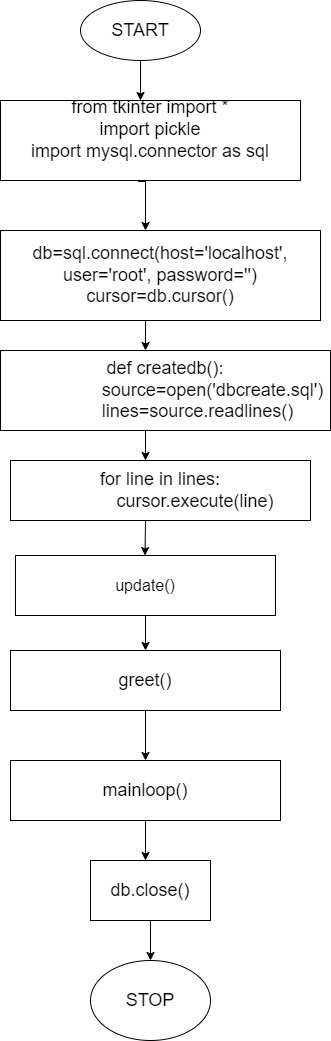 START
from tkinter import *
import pickle
import mysql.connector as sql
db=sql.connect(host='localhost',
user='root', password='')
cursor=db.cursor()
def createdb():
source=open('dbcreate.sql')
lines=source.readlines()
for line in lines:
cursor.execute(line)
update()
greet()
mainloop()
db.close()
STOP